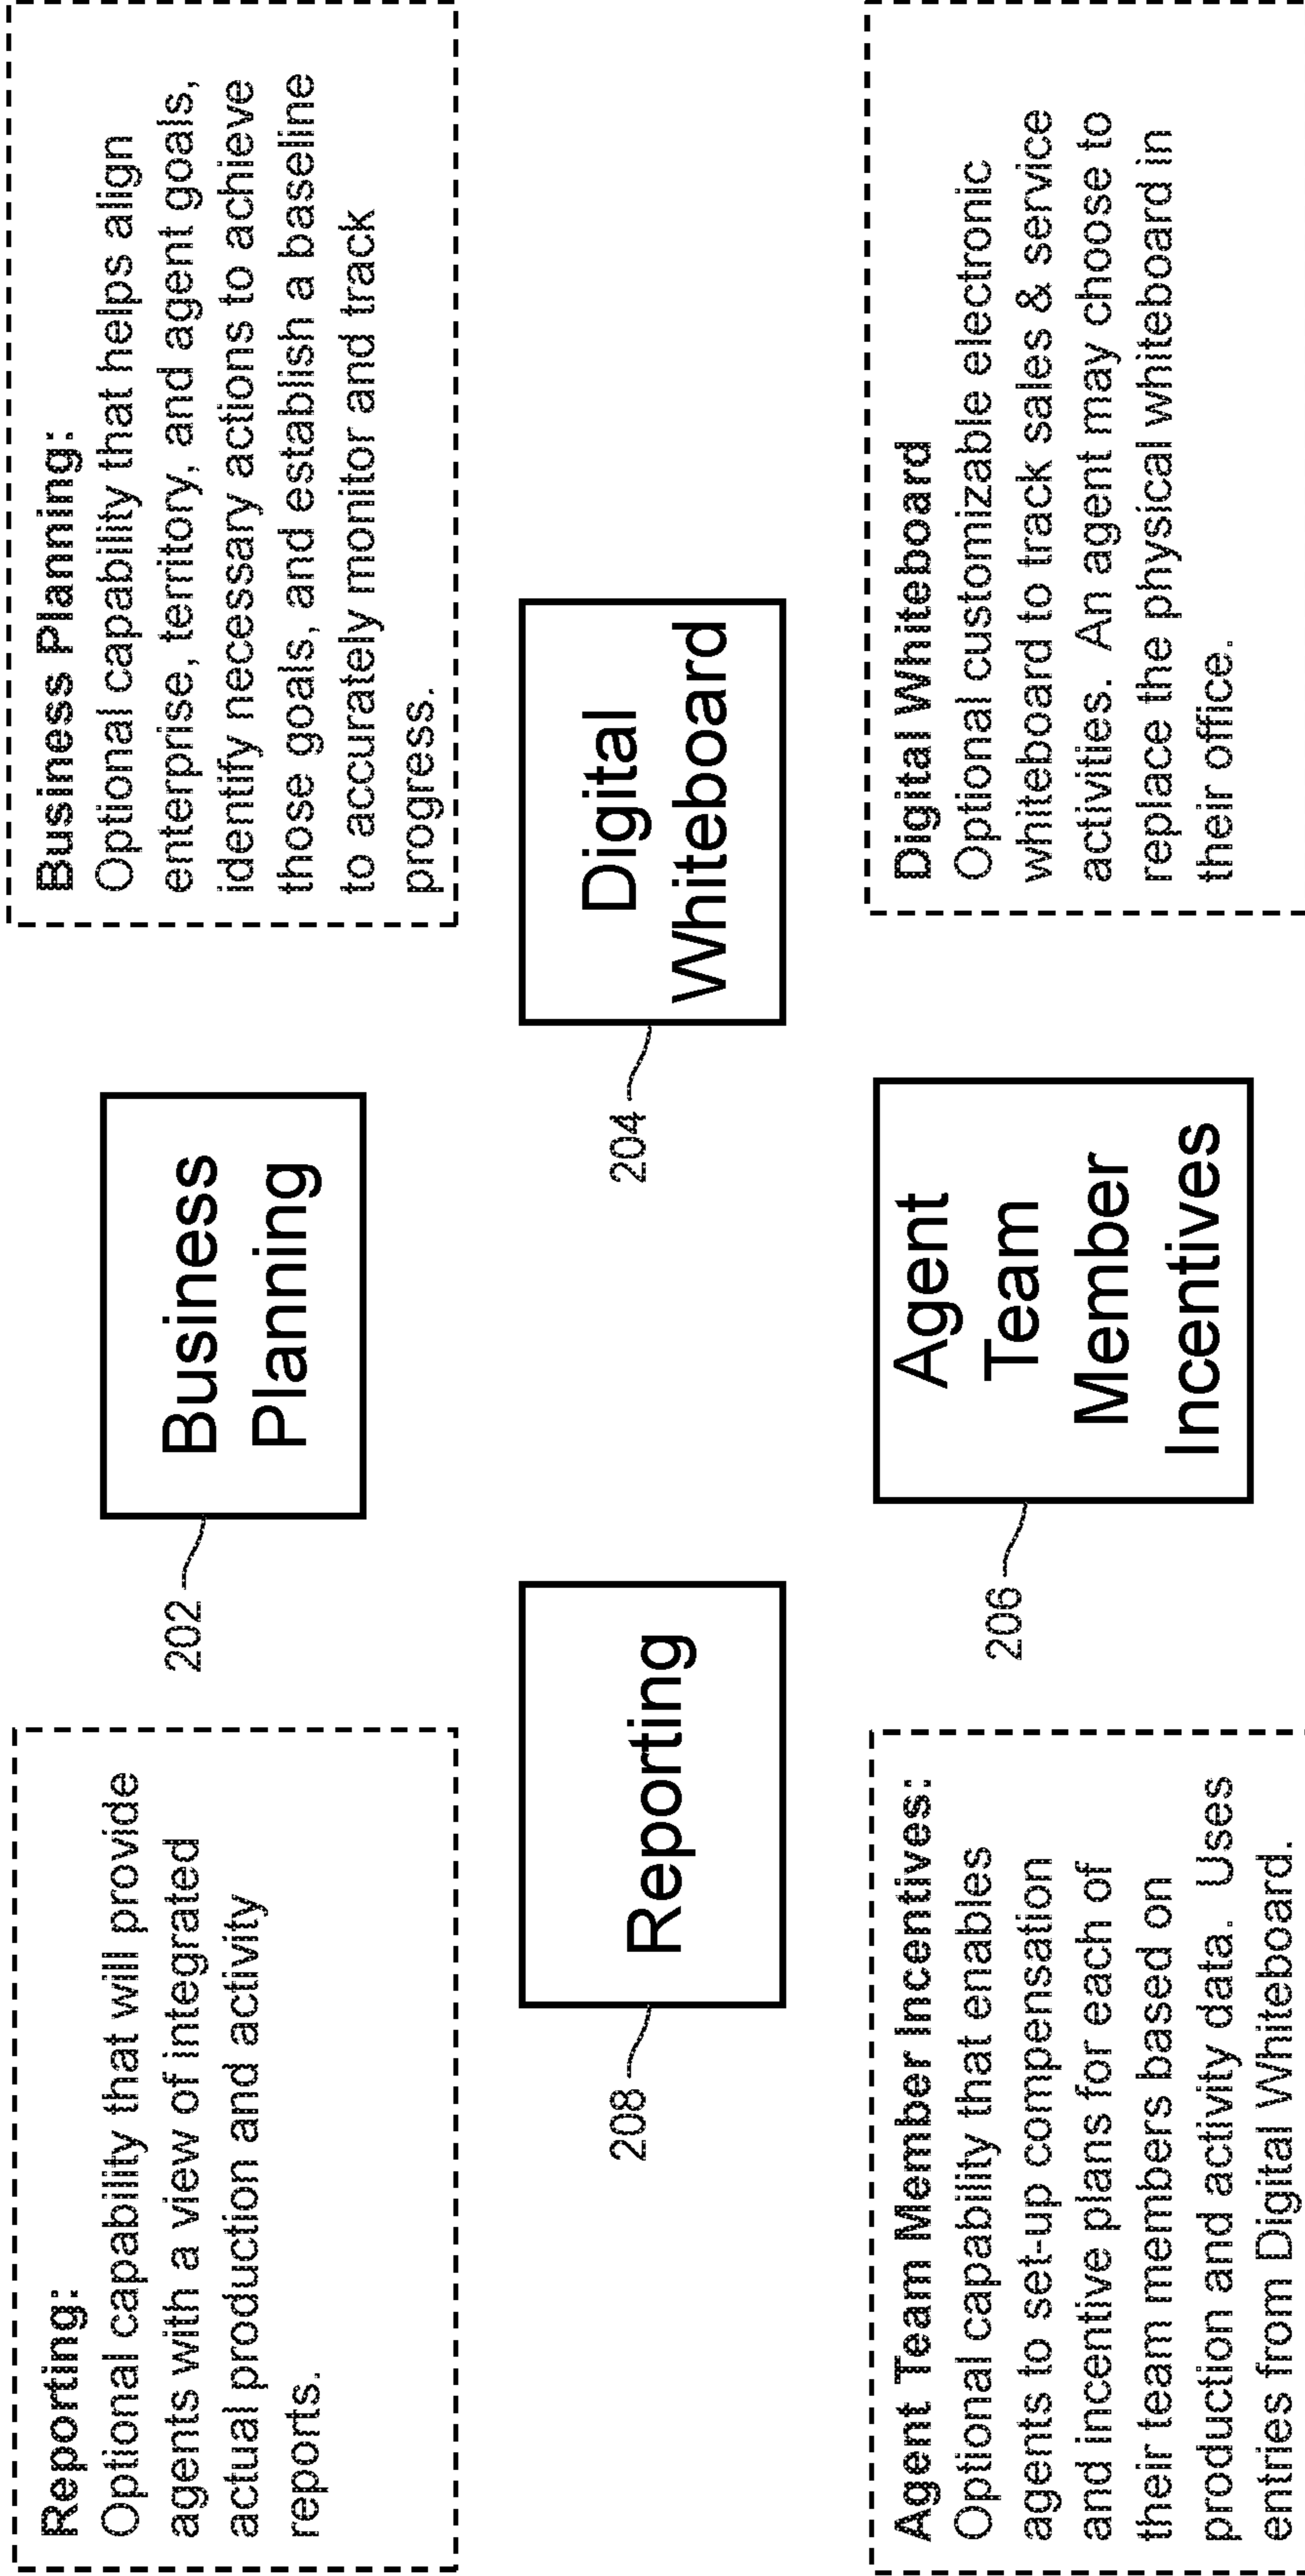 Reporting:
Optional capability that will provide
agents with a view of integrated
actual production and activity
reports.
202
Business
Planning
Business Planning:
Optional capability that helps align
enterprise, territory, and agent goals,
identify necessary actions to achieve
those goals, and establish a baseline
to accurately monitor and track
progress.
208
Reporting
204
Digital
Whiteboard
Agent Team Member Incentives:
Optional capability that enables
agents to set-up compensation
and incentive plans for each of
their team members based on
production and activity data. Uses
entries from Digital Whiteboard.
206
Agent
Team
Member
Incentives
Digital Whiteboard
Optional customizable electronic
whiteboard to track sales & service
activities. An agent may choose to
replace the physical whiteboard in
their office.